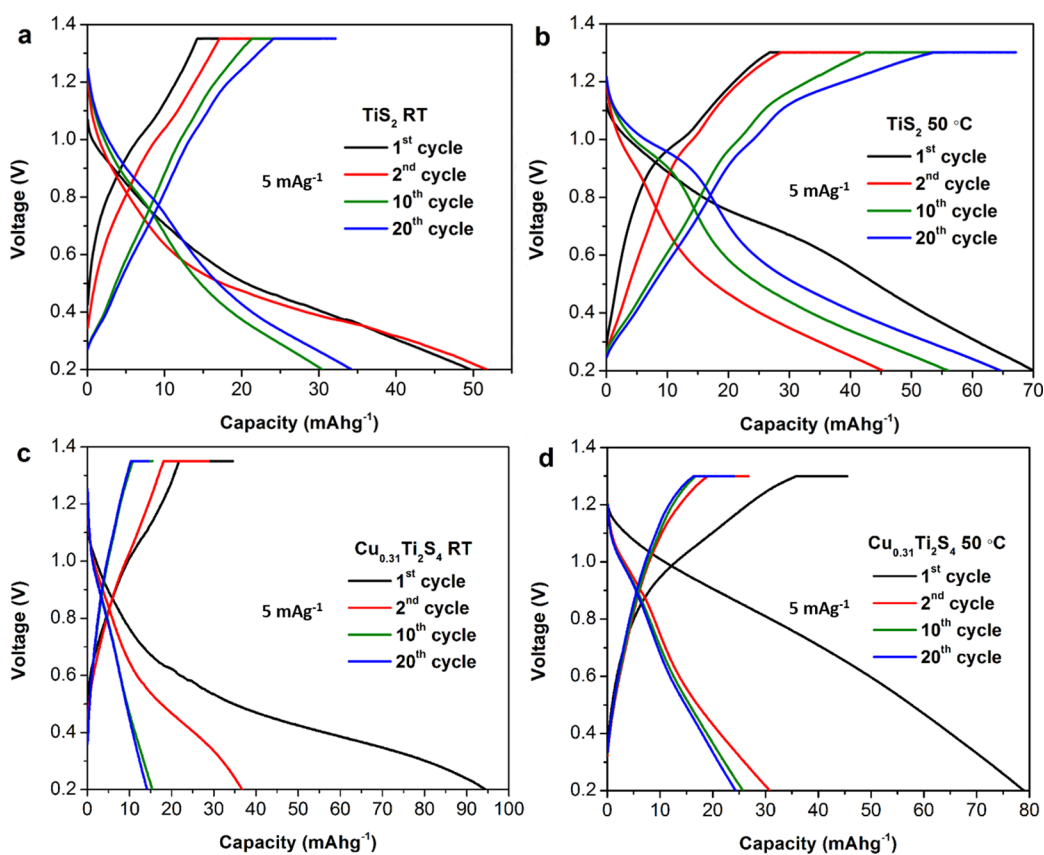 a
1.4
1.2
1.0
0.8
0.6
0.4
0.2
Voltage (V)
TiS₂ RT
1ˢᵗ cycle
2ⁿᵈ cycle
10ᵗʰ cycle
20ᵗʰ cycle
5 mAg⁻¹
0 10 20 30 40 50
Capacity (mAhg⁻¹)
b
1.4
1.2
1.0
0.8
0.6
0.4
0.2
Voltage (V)
TiS₂ 50 °C
1ˢᵗ cycle
2ⁿᵈ cycle
10ᵗʰ cycle
20ᵗʰ cycle
5 mAg⁻¹
0 10 20 30 40 50 60 70
Capacity (mAhg⁻¹)
c
1.4
1.2
1.0
0.8
0.6
0.4
0.2
Voltage (V)
Cu₀.₃₁Ti₂S₄ RT
1ˢᵗ cycle
2ⁿᵈ cycle
10ᵗʰ cycle
20ᵗʰ cycle
5 mAg⁻¹
0 10 20 30 40 50 60 70 80 90 100
Capacity (mAhg⁻¹)
d
1.4
1.2
1.0
0.8
0.6
0.4
0.2
Voltage (V)
Cu₀.₃₁Ti₂S₄ 50 °C
1ˢᵗ cycle
2ⁿᵈ cycle
10ᵗʰ cycle
20ᵗʰ cycle
5 mAg⁻¹
0 10 20 30 40 50 60 70 80
Capacity (mAhg⁻¹)